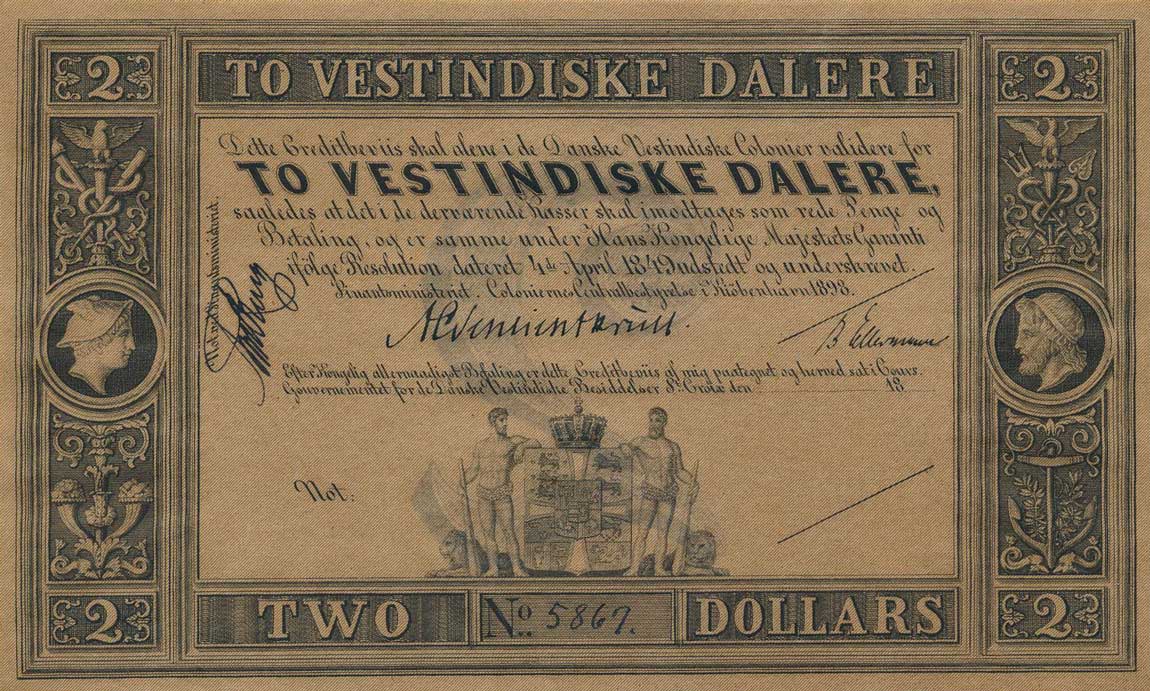 2 TO VESTINDISKE DALERE 2
Dette Creditbeviis skal alene i de Danske Vestindiske Colonier validere for
TO VESTINDISKE DALERE,
saaledes at det i de derværende Kasser skal imodtages som rede Penge og
Betaling, og er samme under Hans Kongelige Majestæts Garanti
ifölge Resolution dateret 4de April 1849 udstedt og underskrevet.
Finantsministeriet. Coloniernes Centralbestyrelse i Kiöbenhavn 1898.
Efter Kongelig allernaadigst Befaling er dette Creditbeviis af mig paategnet og herved sat i Cours.
Gouvernementet for de Danske Vestindiske Besiddelser St. Croix den 18
Not:
2 TWO No. 5867. DOLLARS 2